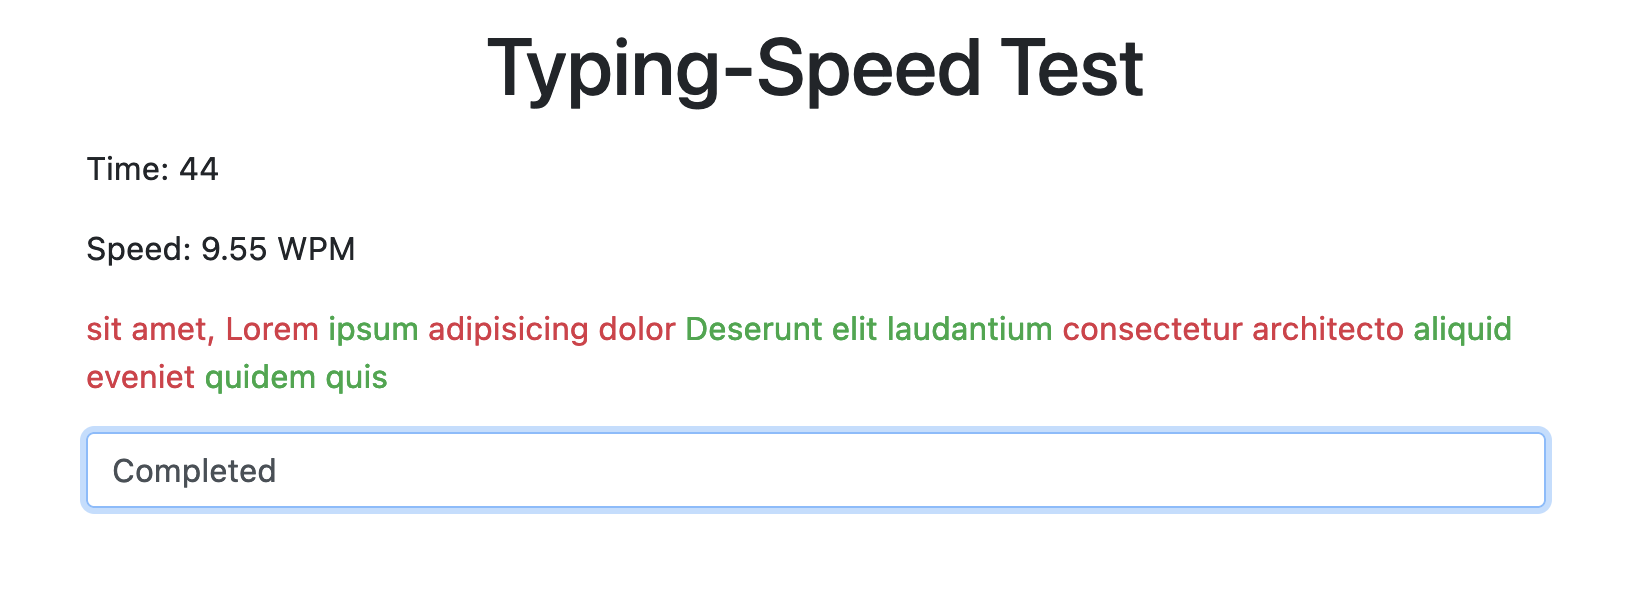 Typing-Speed Test
Time: 44
Speed: 9.55 WPM
sit amet, Lorem ipsum adipisicing dolor Deserunt elit laudantium consectetur architecto aliquid
eveniet quidem quis
Completed